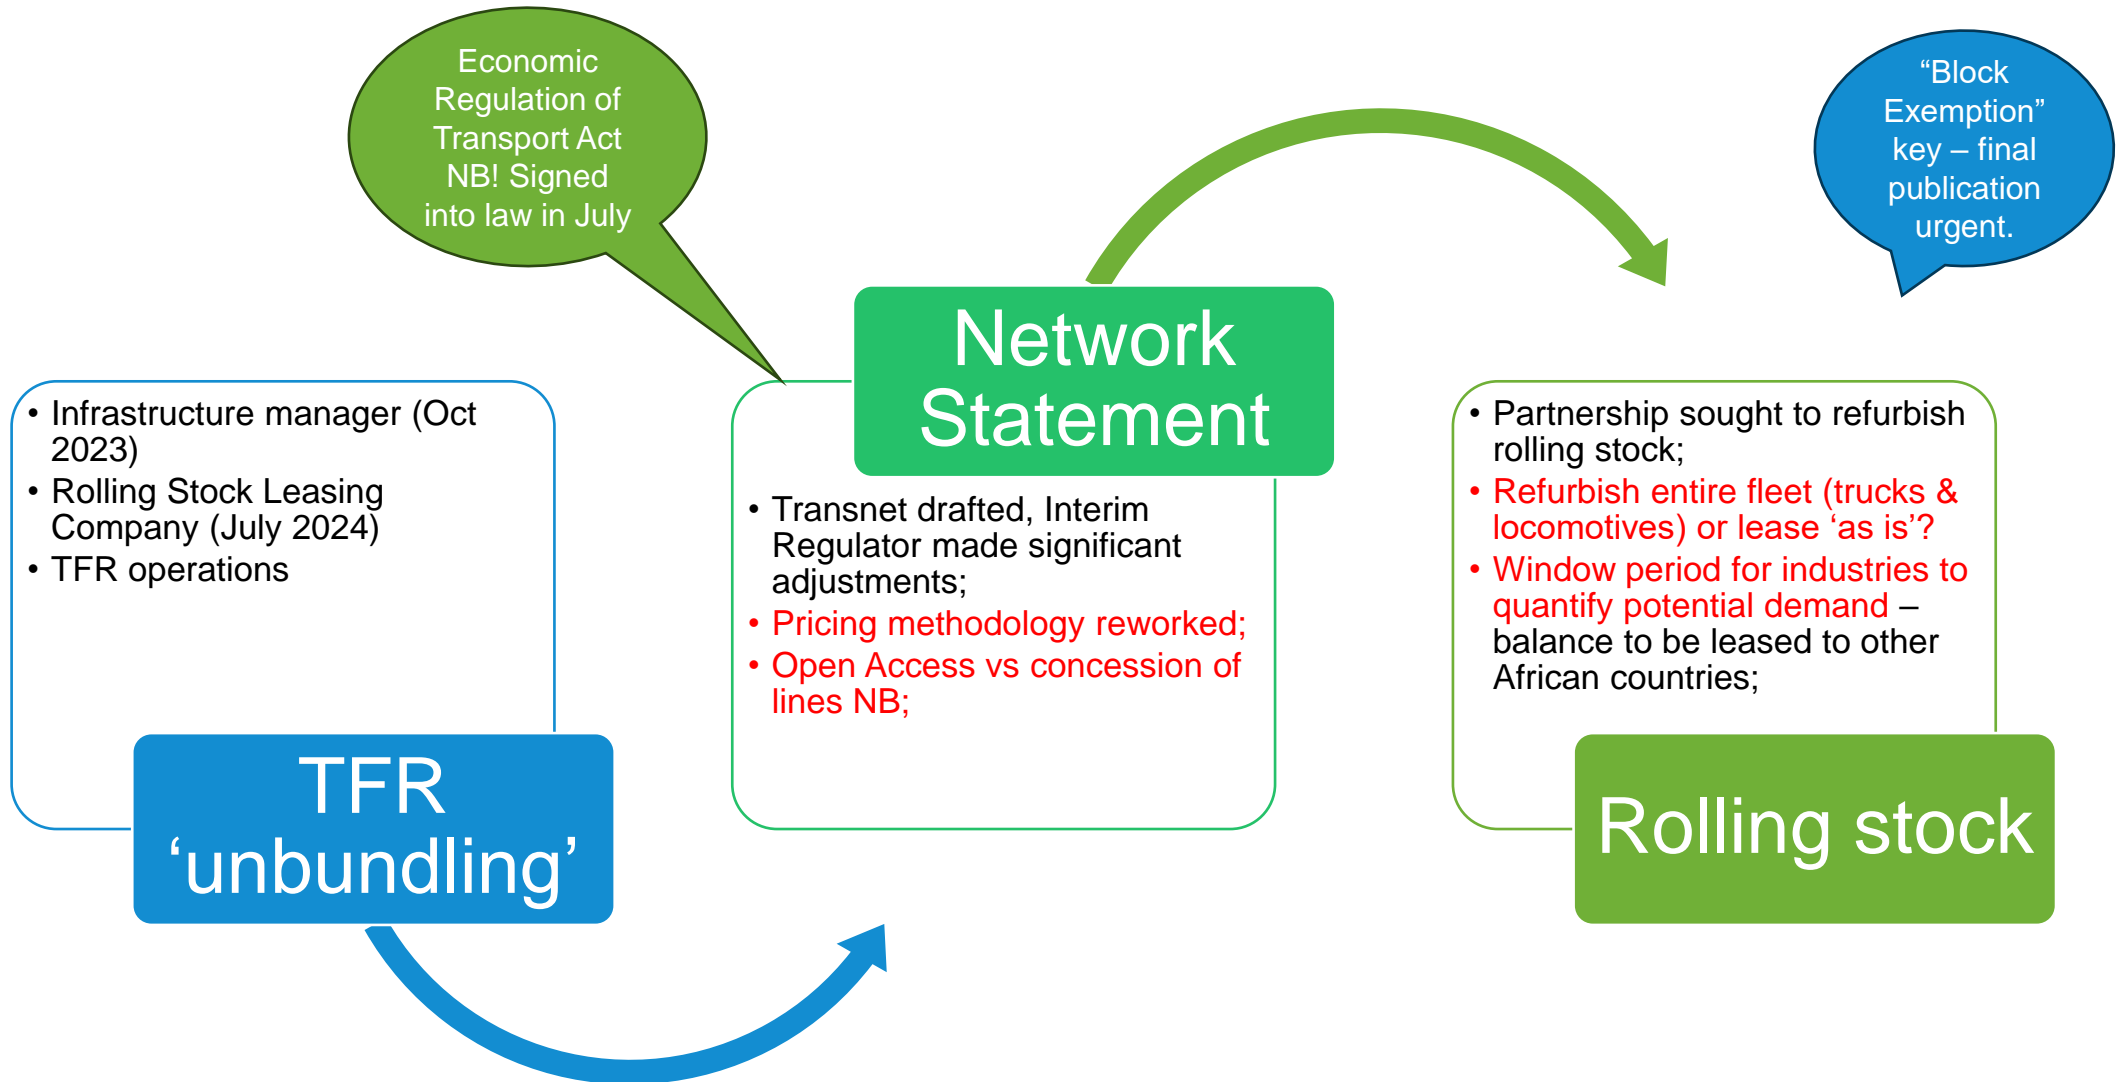 Economic
Regulation of
Transport Act
NB! Signed
into law in July
“Block
Exemption”
key – final
publication
urgent.
• Infrastructure manager (Oct
2023)
• Rolling Stock Leasing
Company (July 2024)
• TFR operations
TFR
‘unbundling’
Network
Statement
• Transnet drafted, Interim
Regulator made significant
adjustments;
• Pricing methodology reworked;
• Open Access vs concession of
lines NB;
• Partnership sought to refurbish
rolling stock;
• Refurbish entire fleet (trucks &
locomotives) or lease ‘as is’?
• Window period for industries to
quantify potential demand –
balance to be leased to other
African countries;
Rolling stock